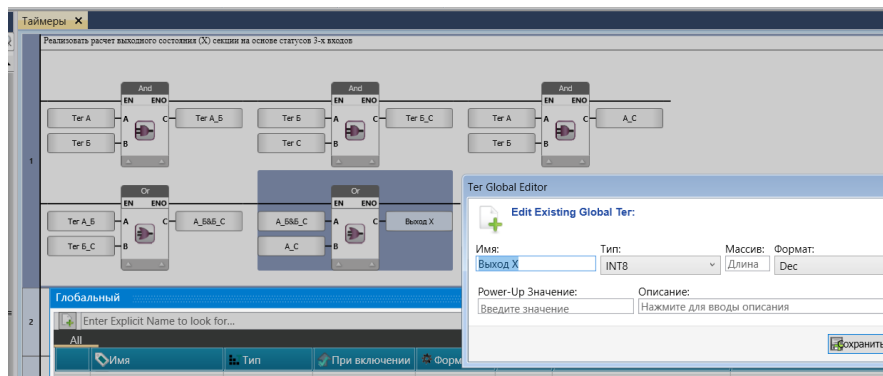 Таймеры
Реализовать расчет выходного состояния (X) секции на основе статусов 3-х входов
And And And
EN ENO EN ENO EN ENO
Тег А A C Тег А_Б Тег Б A C Тег Б_С Тег А A C А_С
Тег Б B Тег С B Тег Б B
1
Or Or
EN ENO EN ENO
Тег А_Б A C А_Б&Б_С А_Б&Б_С A C Выход X
Тег Б_С B А_С B
Тег Global Editor
Edit Existing Global Тег:
Имя: Тип: Массив: Формат:
Выход X INT8 Длина Dec
Power-Up Значение: Описание:
Введите значение Нажмите для вводы описания
Сохранить
Глобальный
2 Enter Explicit Name to look for...
All
Имя Тип При включении Форм